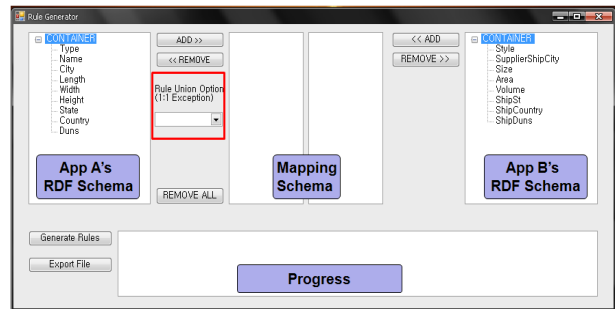 Rule Generator
CONTAINER
Type
Name
City
Length
Width
Height
State
Country
Duns
App A's
RDF Schema
ADD >>
<< REMOVE
Rule Union Option
(1:1 Exception)
REMOVE ALL
Mapping
Schema
<< ADD
REMOVE >>
CONTAINER
Style
SupplierShipCity
Size
Area
Volume
ShipSt
ShipCountry
ShipDuns
App B's
RDF Schema
Generate Rules
Export File
Progress